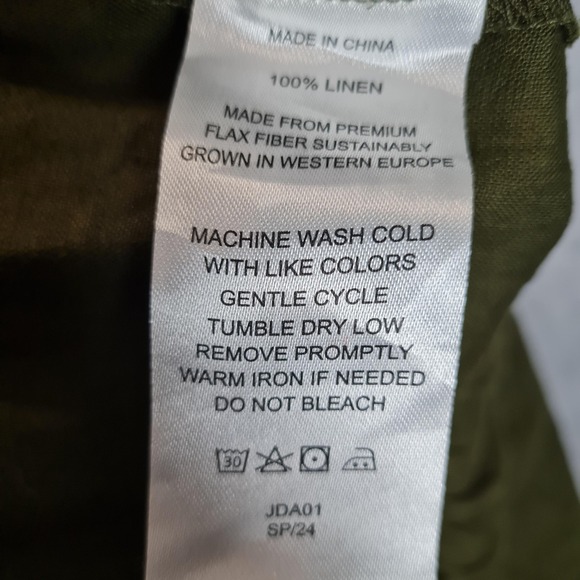 MADE IN CHINA
100% LINEN
MADE FROM PREMIUM
FLAX FIBER SUSTAINABLY
GROWN IN WESTERN EUROPE
MACHINE WASH COLD
WITH LIKE COLORS
GENTLE CYCLE
TUMBLE DRY LOW
REMOVE PROMPTLY
WARM IRON IF NEEDED
DO NOT BLEACH
30
JDA01
SP/24